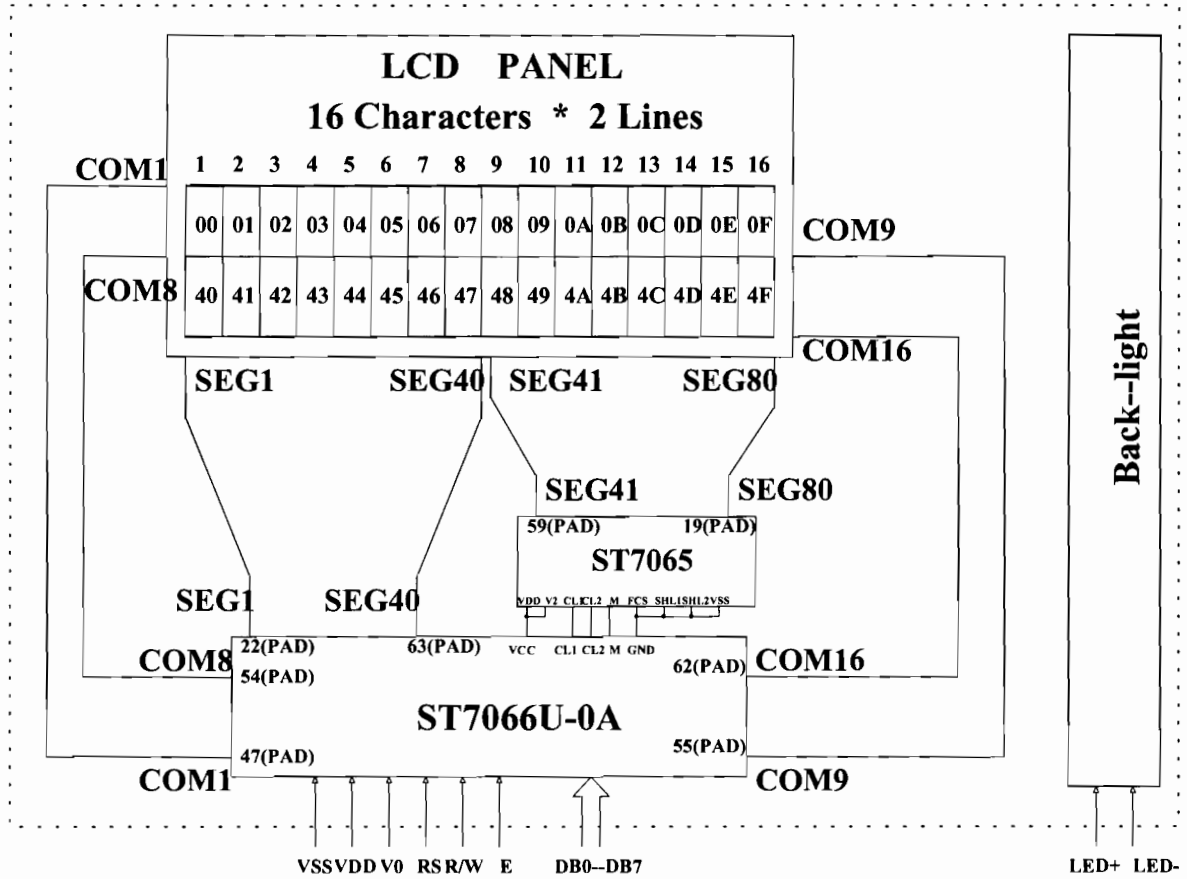 LCD PANEL
16 Characters * 2 Lines
COM1 1 2 3 4 5 6 7 8 9 10 11 12 13 14 15 16
00 01 02 03 04 05 06 07 08 09 0A 0B 0C 0D 0E 0F COM9
COM8 40 41 42 43 44 45 46 47 48 49 4A 4B 4C 4D 4E 4F
COM16
SEG1 SEG40 SEG41 SEG80
Back--light
SEG41 SEG80
59(PAD) 19(PAD)
ST7065
SEG1 SEG40
VDD V2 CL1 CL2 M FCS SHL1 SHL2 VSS
22(PAD) 63(PAD) VCC CL1 CL2 M GND
COM8 54(PAD) 62(PAD) COM16
ST7066U-0A
47(PAD) 55(PAD)
COM1 COM9
VSS VDD V0 RS R/W E DB0--DB7 LED+ LED-